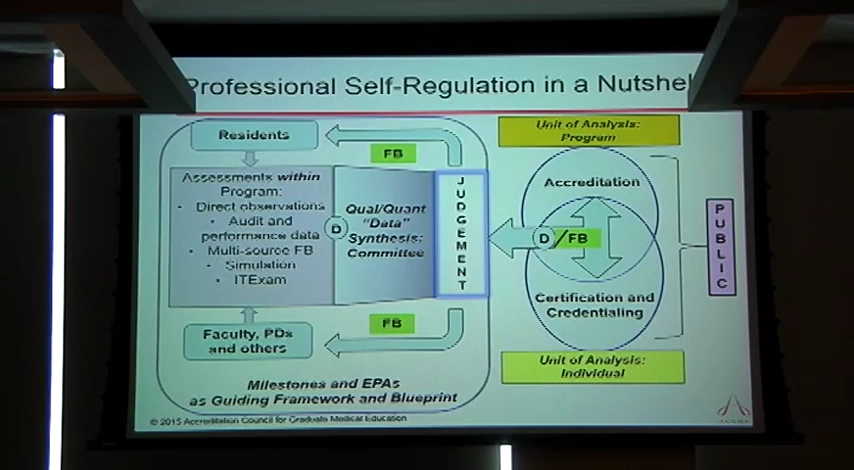 Professional Self-Regulation in a Nutshel
Residents
FB
Assessments within
Program:
• Direct observations
• Audit and
performance data
• Multi-source FB
• Simulation
• ITExam
D
Qual/Quant
"Data"
Synthesis:
Committee
JUDGEMENT
Faculty, PDs
and others
FB
Milestones and EPAs
as Guiding Framework and Blueprint
Unit of Analysis:
Program
Accreditation
D/FB
Certification and
Credentialing
Unit of Analysis:
Individual
PUBLIC
© 2015 Accreditation Council for Graduate Medical Education